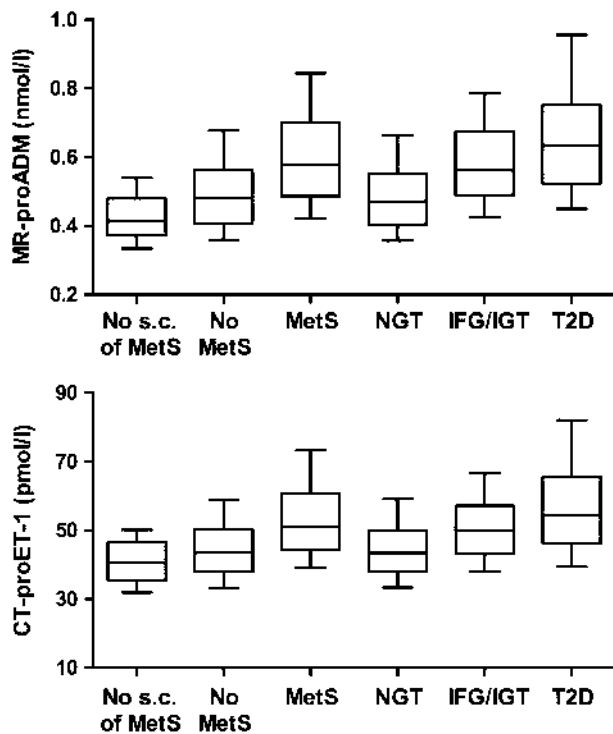 MR-proADM (nmol/l)
1.0
0.8
0.6
0.4
0.2
No s.c.
of MetS
No
MetS
MetS
NGT
IFG/IGT
T2D
CT-proET-1 (pmol/l)
90
70
50
30
10
No s.c.
of MetS
No
MetS
MetS
NGT
IFG/IGT
T2D